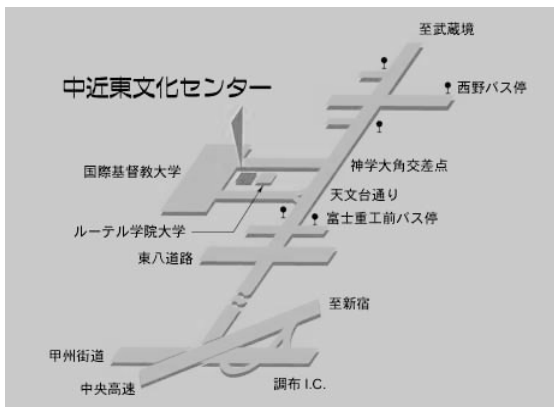 至武蔵境
中近東文化センター
西野バス停
国際基督教大学
神学大角交差点
天文台通り
富士重工前バス停
ルーテル学院大学
東八道路
至新宿
甲州街道
中央高速
調布 I.C.